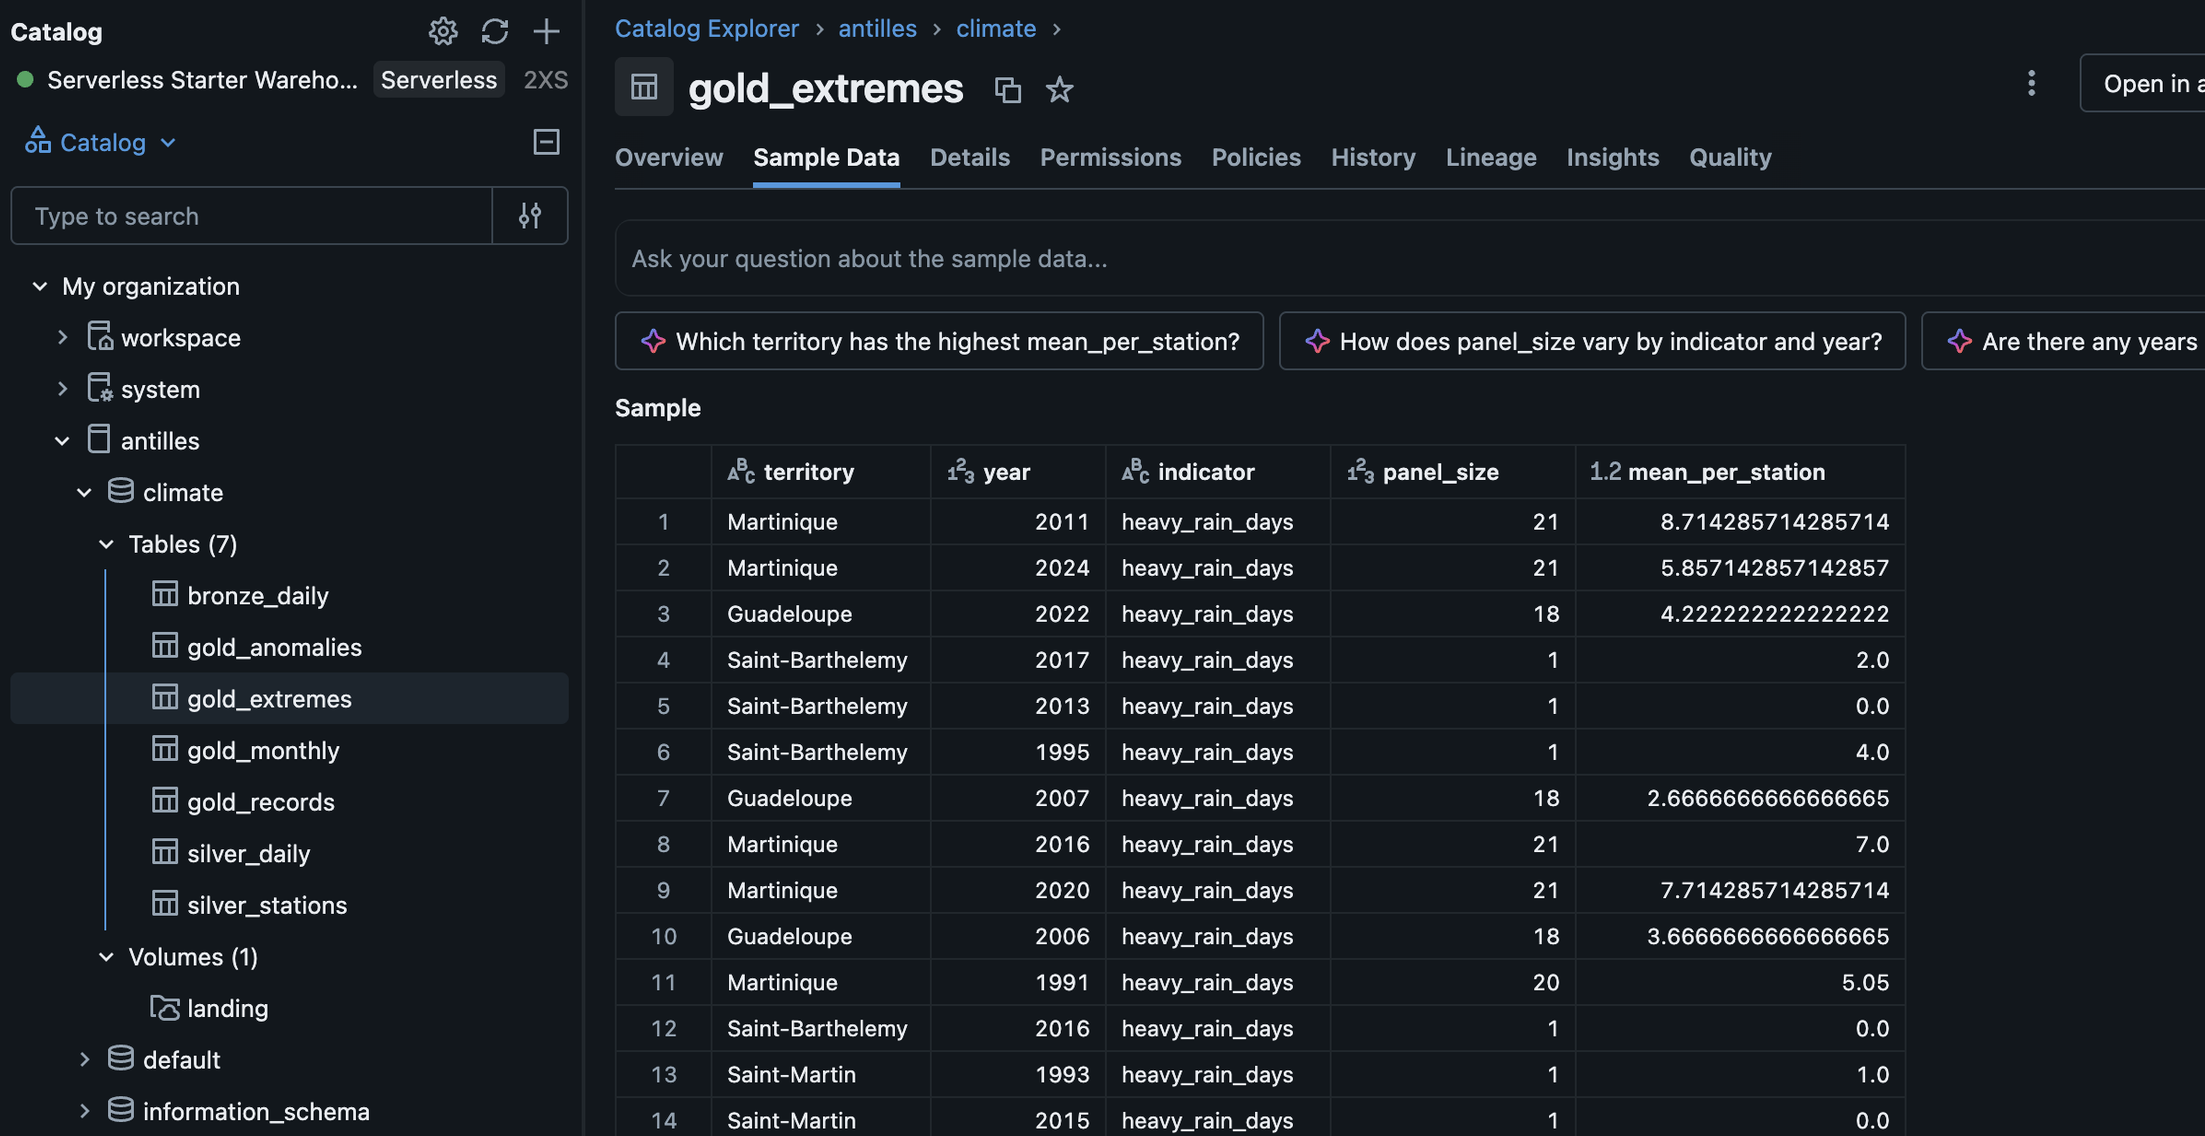 Catalog
Serverless Starter Wareho... Serverless 2XS
Catalog
Type to search
My organization
workspace
system
antilles
climate
Tables (7)
bronze_daily
gold_anomalies
gold_extremes
gold_monthly
gold_records
silver_daily
silver_stations
Volumes (1)
landing
default
information_schema
Catalog Explorer > antilles > climate >
gold_extremes
Open in a
Overview Sample Data Details Permissions Policies History Lineage Insights Quality
Ask your question about the sample data...
Which territory has the highest mean_per_station? How does panel_size vary by indicator and year? Are there any years
Sample
territory year indicator panel_size 1.2 mean_per_station
1 Martinique 2011 heavy_rain_days 21 8.714285714285714
2 Martinique 2024 heavy_rain_days 21 5.857142857142857
3 Guadeloupe 2022 heavy_rain_days 18 4.222222222222222
4 Saint-Barthelemy 2017 heavy_rain_days 1 2.0
5 Saint-Barthelemy 2013 heavy_rain_days 1 0.0
6 Saint-Barthelemy 1995 heavy_rain_days 1 4.0
7 Guadeloupe 2007 heavy_rain_days 18 2.6666666666666665
8 Martinique 2016 heavy_rain_days 21 7.0
9 Martinique 2020 heavy_rain_days 21 7.714285714285714
10 Guadeloupe 2006 heavy_rain_days 18 3.6666666666666665
11 Martinique 1991 heavy_rain_days 20 5.05
12 Saint-Barthelemy 2016 heavy_rain_days 1 0.0
13 Saint-Martin 1993 heavy_rain_days 1 1.0
14 Saint-Martin 2015 heavy_rain_days 1 0.0